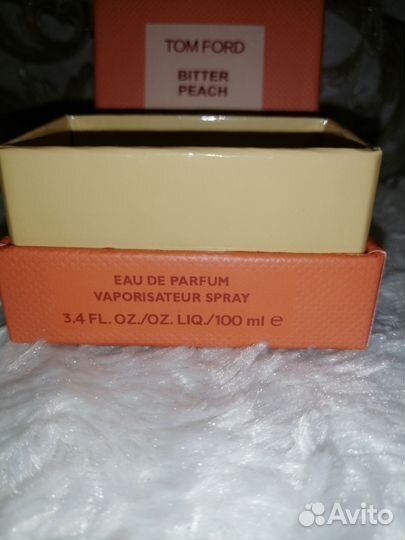 TOM FORD
BITTER
PEACH
EAU DE PARFUM
VAPORISATEUR SPRAY
3.4 FL. OZ./OZ. LIQ./100 ml ℮
Avito